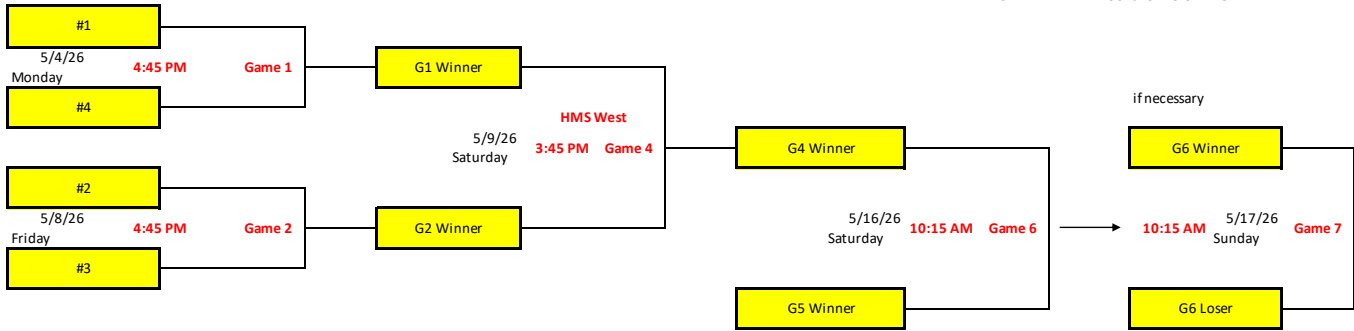 #1
5/4/26
Monday
4:45 PM Game 1
#4
G1 Winner
#2
5/8/26
Friday
4:45 PM Game 2
#3
G2 Winner
HMS West
5/9/26
Saturday
3:45 PM Game 4
G4 Winner
5/16/26
Saturday
10:15 AM Game 6
G5 Winner
if necessary
G6 Winner
10:15 AM
5/17/26
Sunday
Game 7
G6 Loser